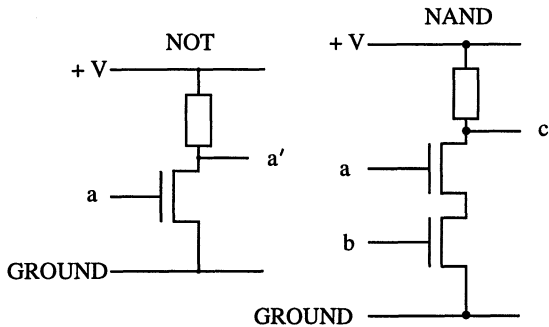 NOT
+ V
a'
a
GROUND
NAND
+ V
c
a
b
GROUND